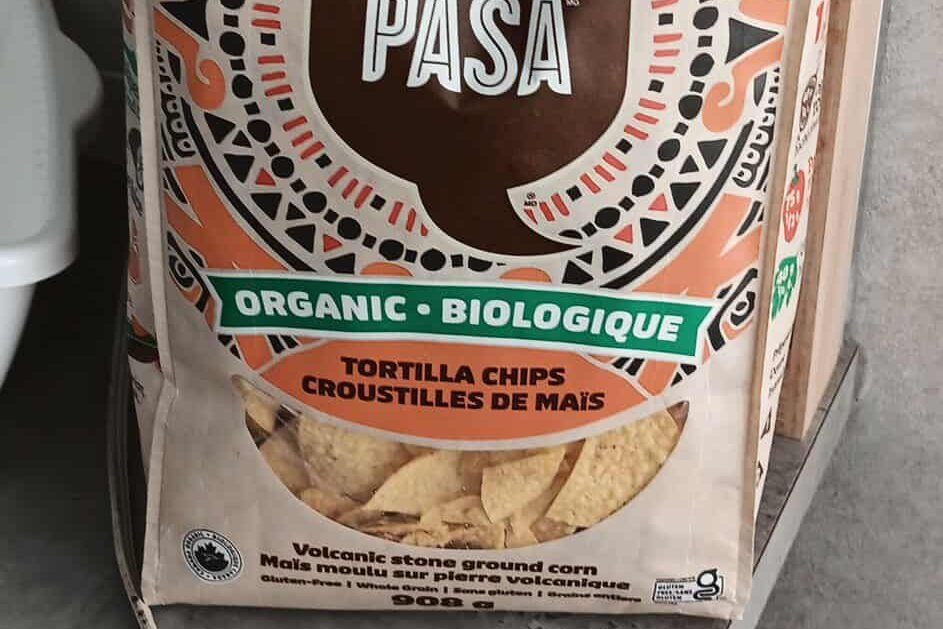 PASA
ORGANIC • BIOLOGIQUE
TORTILLA CHIPS
CROUSTILLES DE MAïS
Volcanic stone ground corn
Maïs moulu sur pierre volcanique
Gluten-Free | Whole Grain | Sans gluten | Grains entiers
908 g